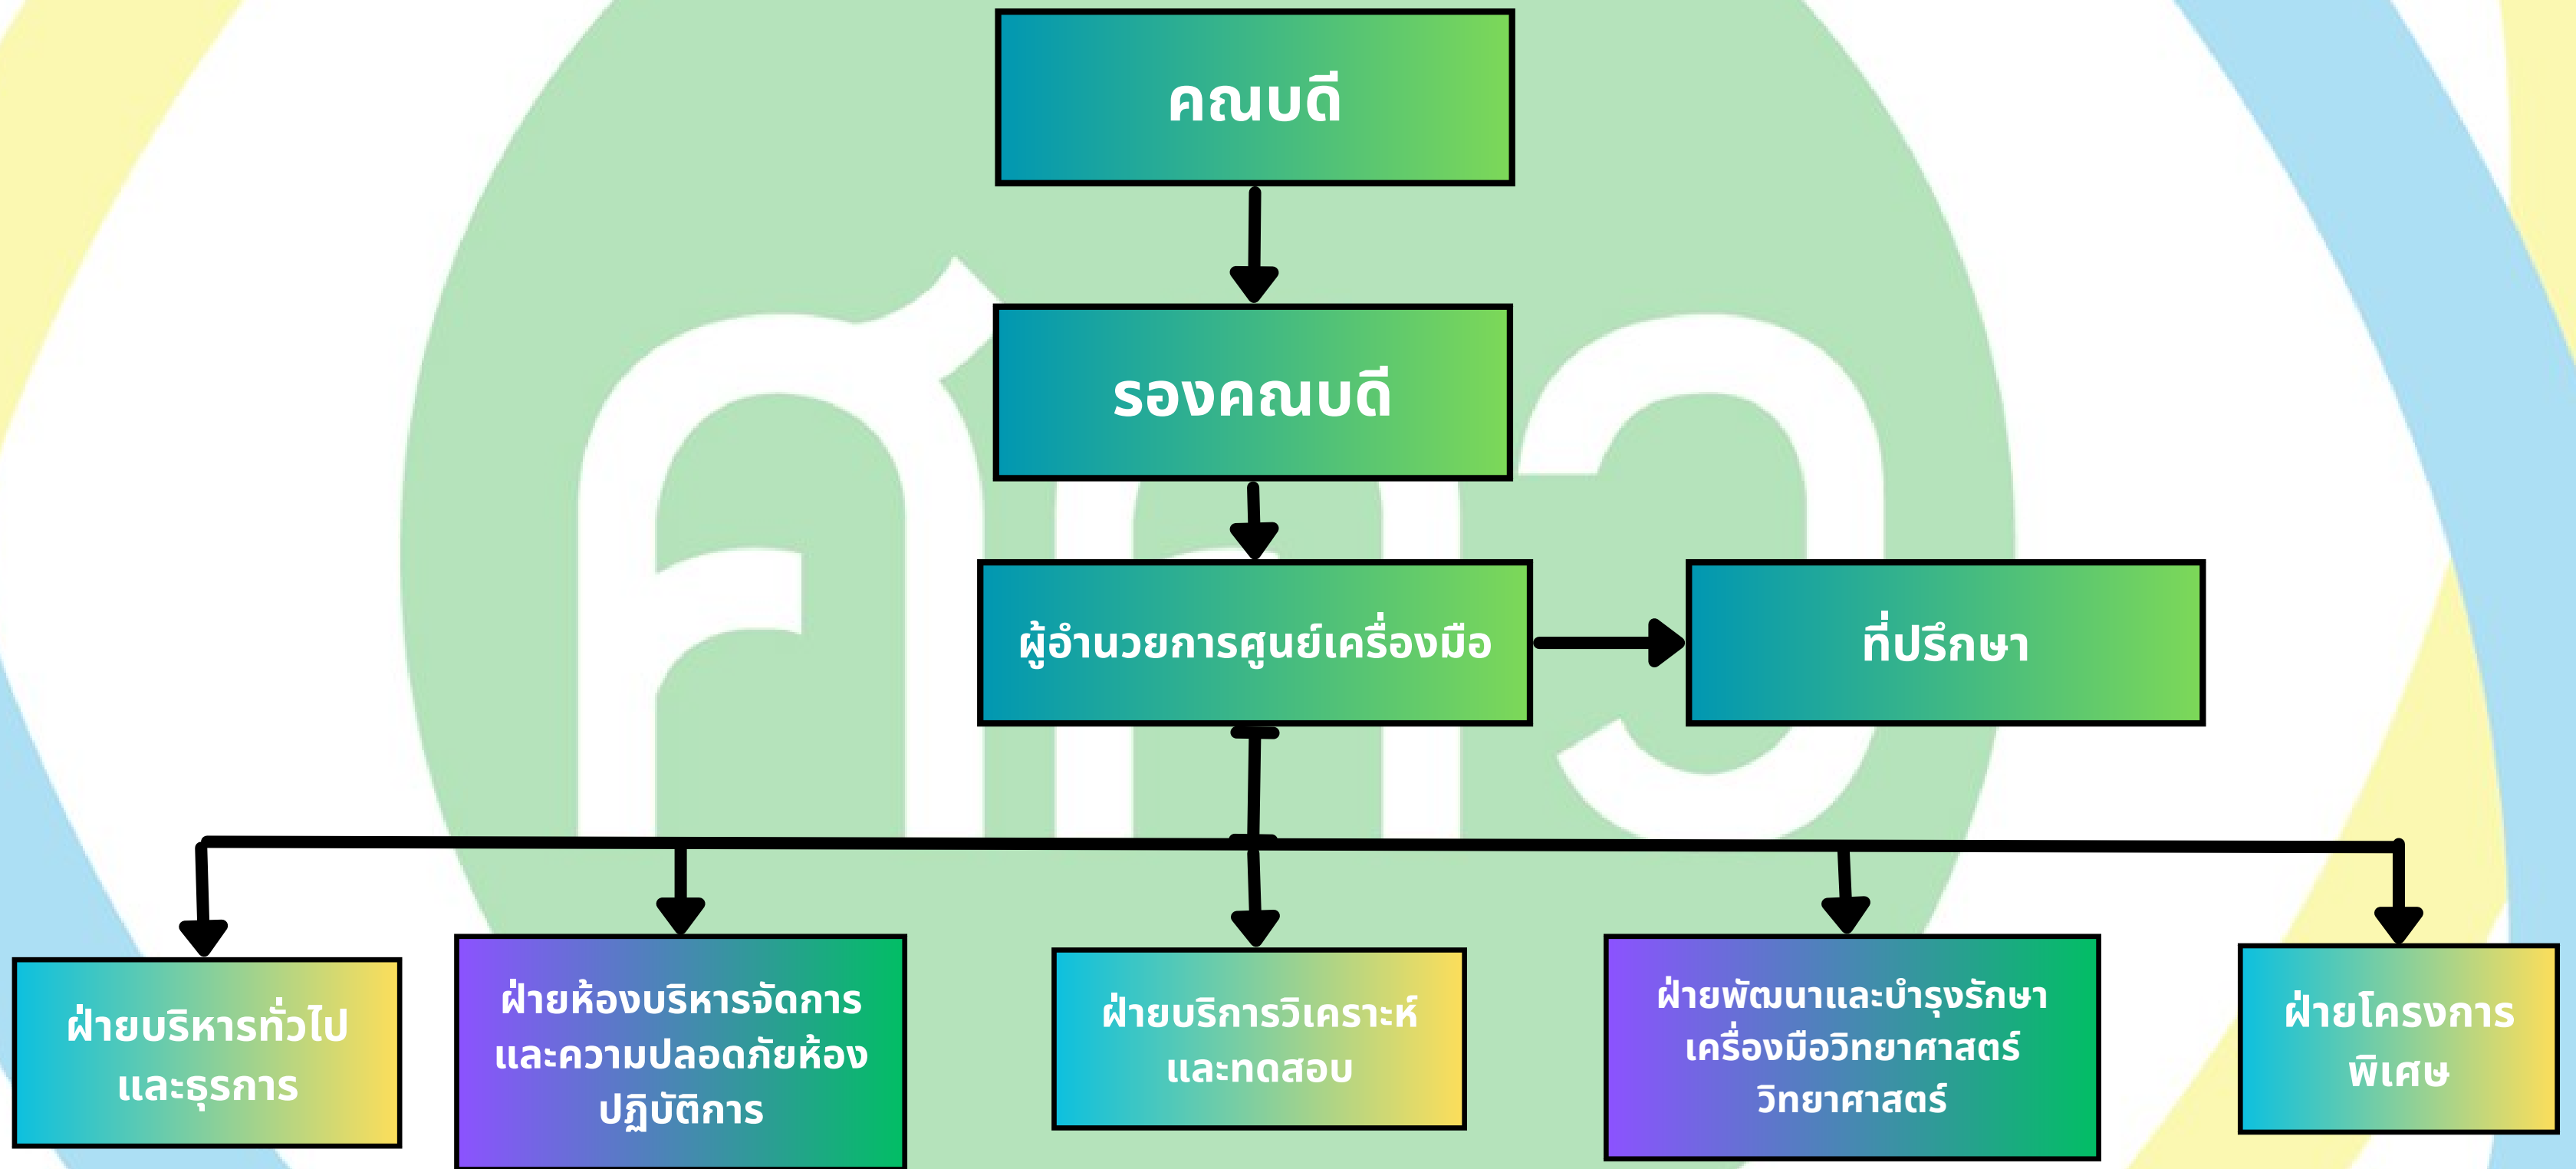 คณบดี
รองคณบดี
ผู้อำนวยการศูนย์เครื่องมือ
ที่ปรึกษา
ฝ่ายบริหารทั่วไป
และธุรการ
ฝ่ายห้องบริหารจัดการ
และความปลอดภัยห้อง
ปฏิบัติการ
ฝ่ายบริการวิเคราะห์
และทดสอบ
ฝ่ายพัฒนาและบำรุงรักษา
เครื่องมือวิทยาศาสตร์
วิทยาศาสตร์
ฝ่ายโครงการ
พิเศษ